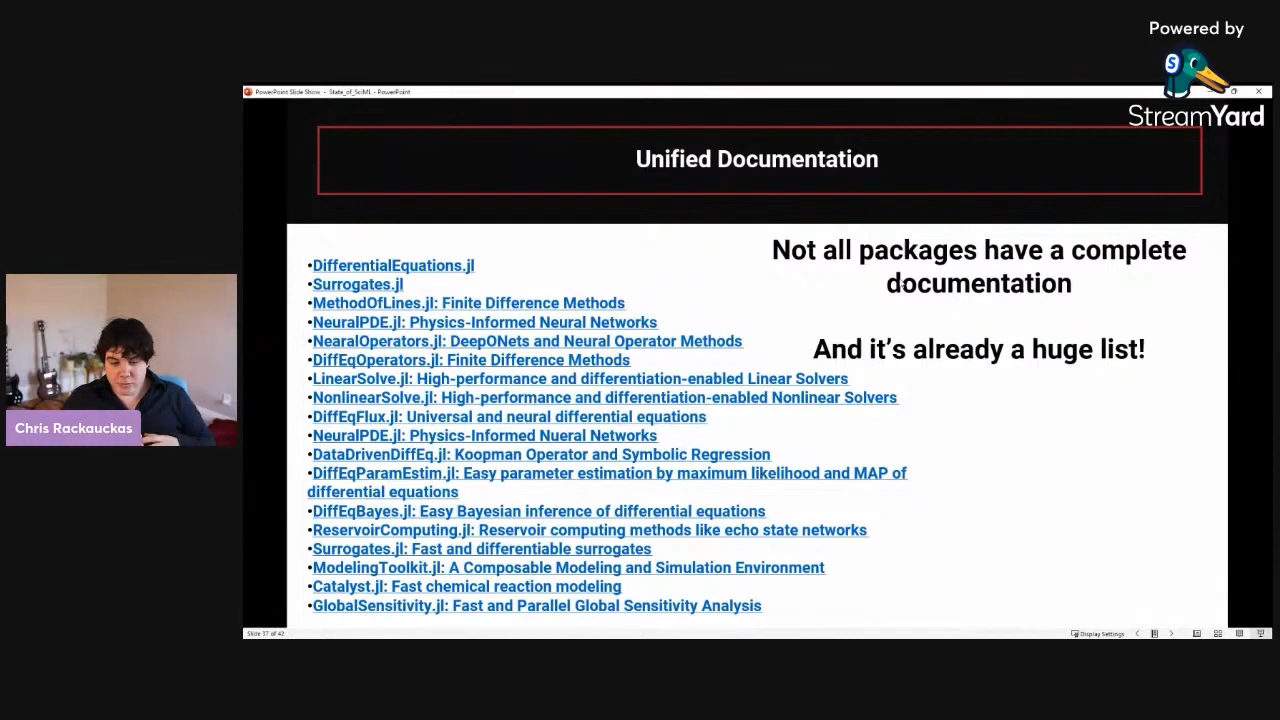 Powered by
StreamYard
PowerPoint Slide Show - State_of_SciML - PowerPoint
Unified Documentation
•DifferentialEquations.jl
•Surrogates.jl
•MethodOfLines.jl: Finite Difference Methods
•NeuralPDE.jl: Physics-Informed Neural Networks
•NearalOperators.jl: DeepONets and Neural Operator Methods
•DiffEqOperators.jl: Finite Difference Methods
•LinearSolve.jl: High-performance and differentiation-enabled Linear Solvers
•NonlinearSolve.jl: High-performance and differentiation-enabled Nonlinear Solvers
•DiffEqFlux.jl: Universal and neural differential equations
•NeuralPDE.jl: Physics-Informed Nueral Networks
•DataDrivenDiffEq.jl: Koopman Operator and Symbolic Regression
•DiffEqParamEstim.jl: Easy parameter estimation by maximum likelihood and MAP of
differential equations
•DiffEqBayes.jl: Easy Bayesian inference of differential equations
•ReservoirComputing.jl: Reservoir computing methods like echo state networks
•Surrogates.jl: Fast and differentiable surrogates
•ModelingToolkit.jl: A Composable Modeling and Simulation Environment
•Catalyst.jl: Fast chemical reaction modeling
•GlobalSensitivity.jl: Fast and Parallel Global Sensitivity Analysis
Not all packages have a complete
documentation
And it's already a huge list!
Chris Rackauckas
Slide 37 of 42
Display Settings